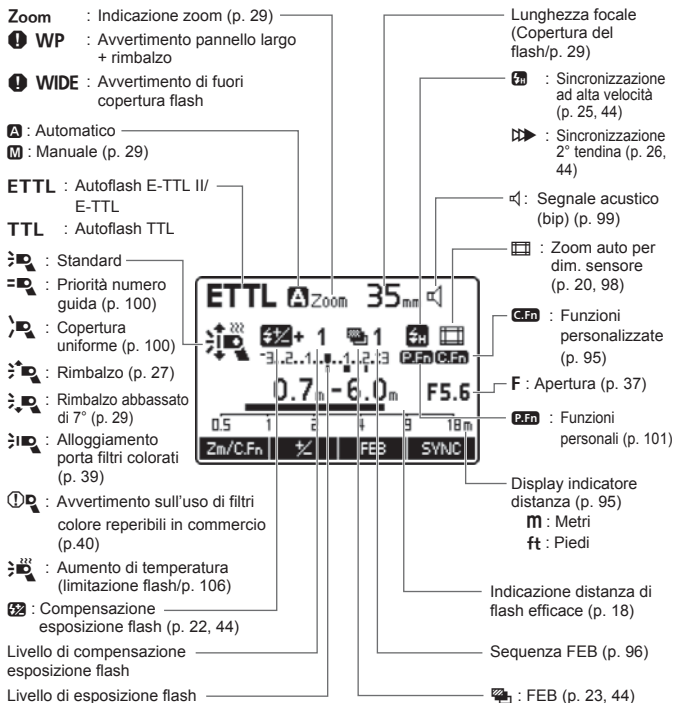 Zoom : Indicazione zoom (p. 29)
WP : Avvertimento pannello largo
+ rimbalzo
WIDE : Avvertimento di fuori
copertura flash
A : Automatico
M : Manuale (p. 29)
ETTL : Autoflash E-TTL II/
E-TTL
TTL : Autoflash TTL
: Standard
: Priorità numero
guida (p. 100)
: Copertura
uniforme (p. 100)
: Rimbalzo (p. 27)
: Rimbalzo abbassato
di 7° (p. 29)
: Alloggiamento
porta filtri colorati
(p. 39)
: Avvertimento sull'uso di filtri
colore reperibili in commercio
(p.40)
: Aumento di temperatura
(limitazione flash/p. 106)
: Compensazione
esposizione flash (p. 22, 44)
Livello di compensazione
esposizione flash
Livello di esposizione flash
ETTL A Zoom 35mm
+ 1 1 H
-3..2..1..■..1..2.:3 P.Fn C.Fn
0.7m-6.0m F5.6
0.5 1 2 4 9 18m
Zm/C.Fn +/- FEB SYNC
Lunghezza focale
(Copertura del
flash/p. 29)
H : Sincronizzazione
ad alta velocità
(p. 25, 44)
: Sincronizzazione
2° tendina (p. 26,
44)
: Segnale acustico
(bip) (p. 99)
: Zoom auto per
dim. sensore
(p. 20, 98)
C.Fn : Funzioni
personalizzate
(p. 95)
F : Apertura (p. 37)
P.Fn : Funzioni
personali (p. 101)
Display indicatore
distanza (p. 95)
m : Metri
ft : Piedi
Indicazione distanza di
flash efficace (p. 18)
Sequenza FEB (p. 96)
: FEB (p. 23, 44)